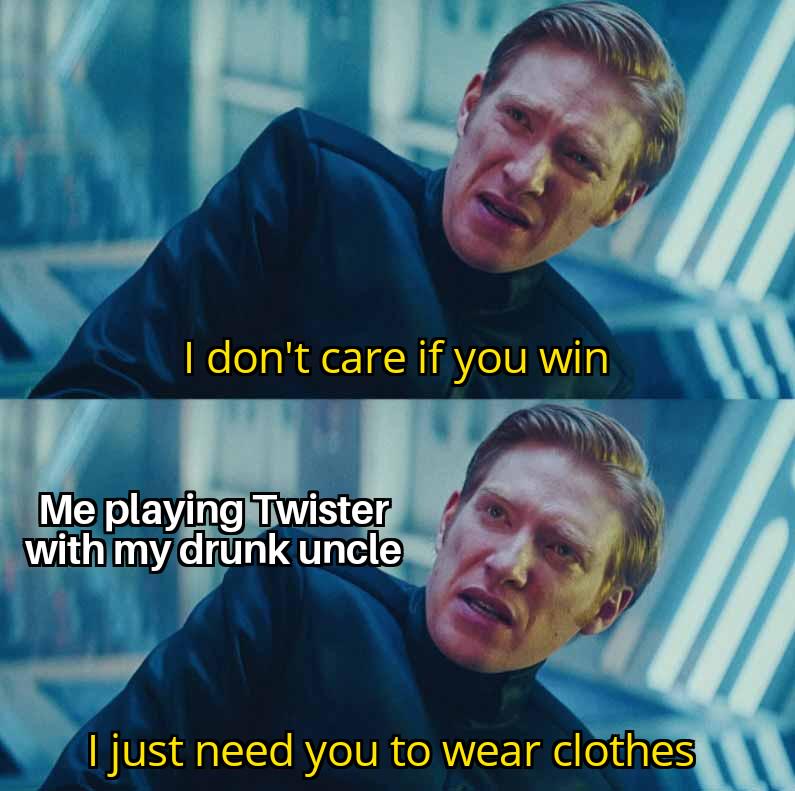 I don't care if you win
Me playing Twister
with my drunk uncle
I just need you to wear clothes